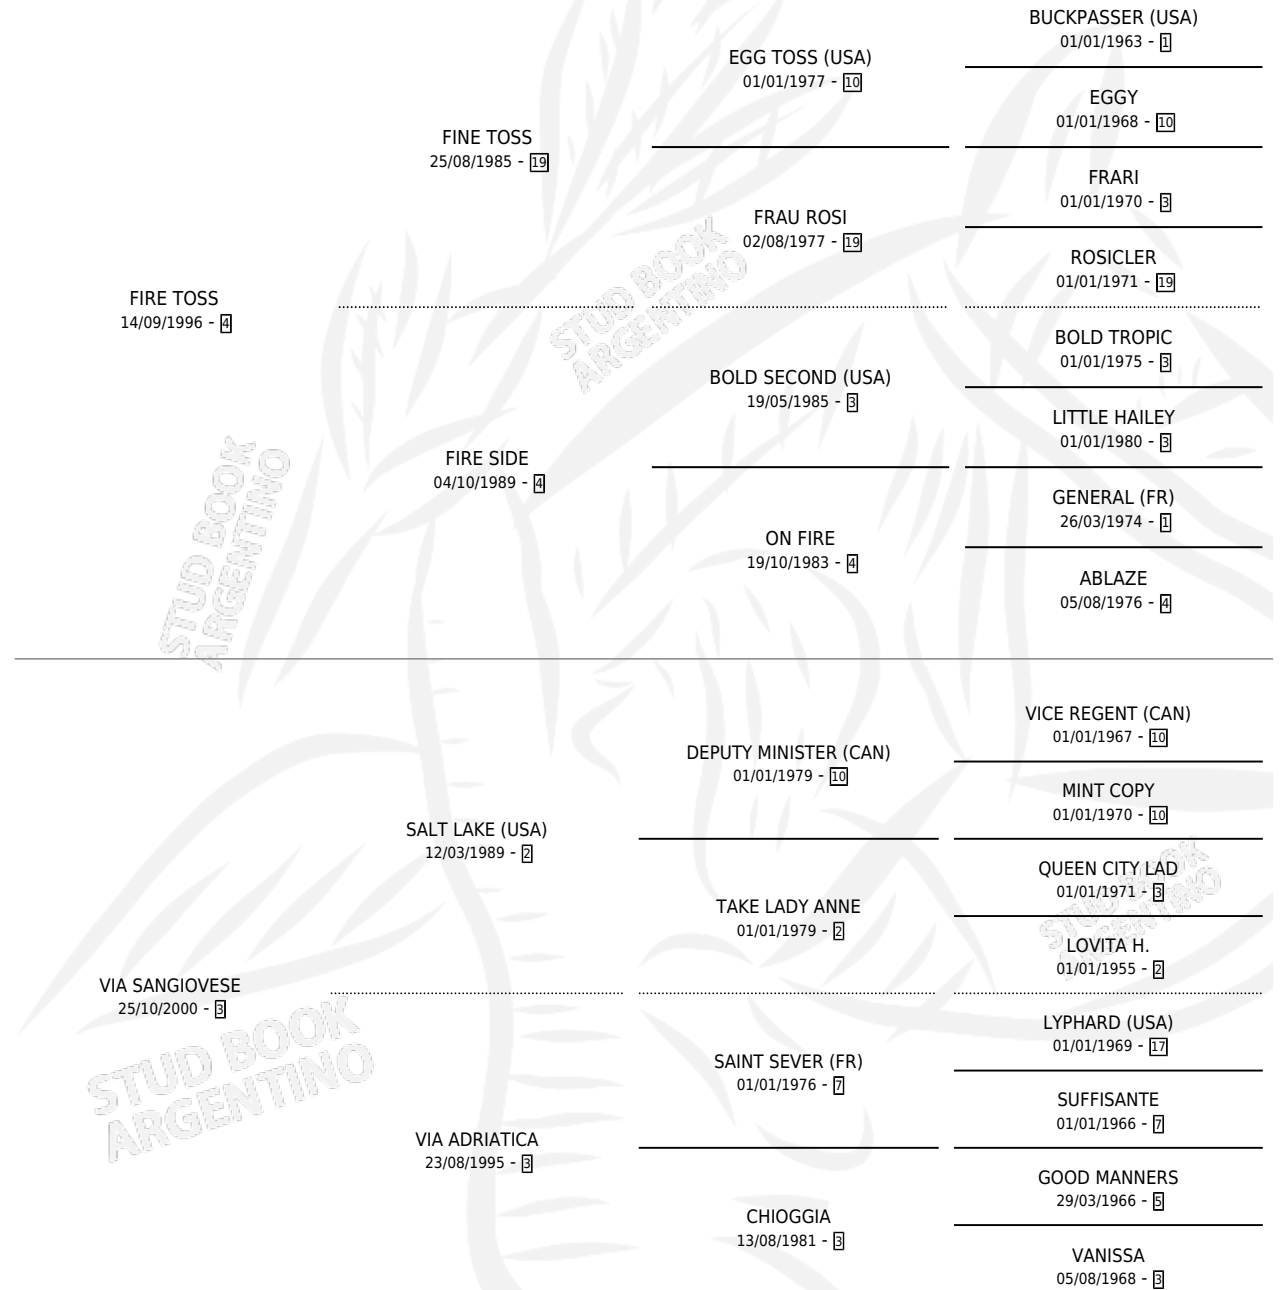 BUCKPASSER (USA)
01/01/1963 - 1
EGG TOSS (USA)
01/01/1977 - 10
EGGY
01/01/1968 - 10
FINE TOSS
25/08/1985 - 19
FRARI
01/01/1970 - 3
FRAU ROSI
02/08/1977 - 19
ROSICLER
01/01/1971 - 19
FIRE TOSS
14/09/1996 - 4
BOLD TROPIC
01/01/1975 - 3
BOLD SECOND (USA)
19/05/1985 - 3
LITTLE HAILEY
01/01/1980 - 3
FIRE SIDE
04/10/1989 - 4
GENERAL (FR)
26/03/1974 - 1
ON FIRE
19/10/1983 - 4
ABLAZE
05/08/1976 - 4
VICE REGENT (CAN)
01/01/1967 - 10
DEPUTY MINISTER (CAN)
01/01/1979 - 10
MINT COPY
01/01/1970 - 10
SALT LAKE (USA)
12/03/1989 - 2
QUEEN CITY LAD
01/01/1971 - 3
TAKE LADY ANNE
01/01/1979 - 2
LOVITA H.
01/01/1955 - 2
VIA SANGIOVESE
25/10/2000 - 3
LYPHARD (USA)
01/01/1969 - 17
SAINT SEVER (FR)
01/01/1976 - 7
SUFFISANTE
01/01/1966 - 7
VIA ADRIATICA
23/08/1995 - 3
GOOD MANNERS
29/03/1966 - 5
CHIOGGIA
13/08/1981 - 3
VANISSA
05/08/1968 - 3
STUD BOOK
ARGENTINO
STUD BOOK
ARGENTINO
STUD BOOK
ARGENTINO
STUD BOOK
ARGENTINO